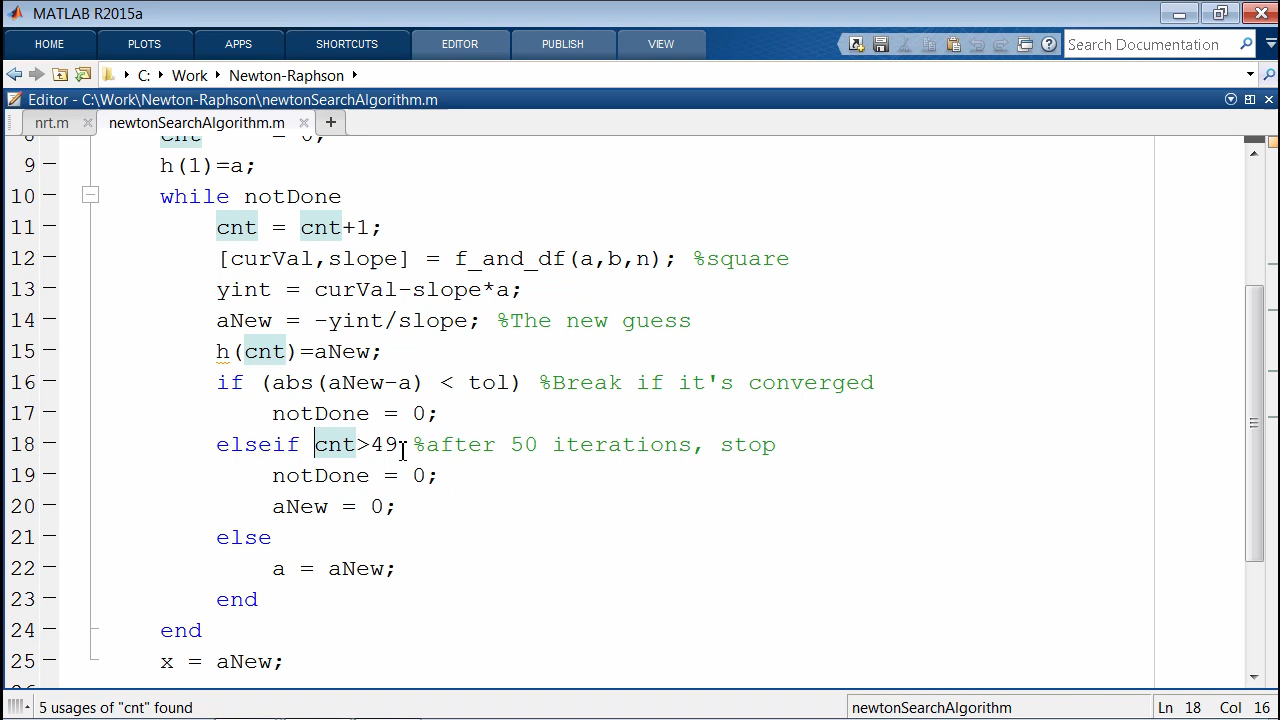 MATLAB R2015a
HOME PLOTS APPS SHORTCUTS EDITOR PUBLISH VIEW Search Documentation
C: Work Newton-Raphson
Editor - C:\Work\Newton-Raphson\newtonSearchAlgorithm.m
nrt.m newtonSearchAlgorithm.m
8 cnt = 0;
9 h(1)=a;
10 while notDone
11 cnt = cnt+1;
12 [curVal,slope] = f_and_df(a,b,n); %square
13 yint = curVal-slope*a;
14 aNew = -yint/slope; %The new guess
15 h(cnt)=aNew;
16 if (abs(aNew-a) < tol) %Break if it's converged
17 notDone = 0;
18 elseif cnt>49 %after 50 iterations, stop
19 notDone = 0;
20 aNew = 0;
21 else
22 a = aNew;
23 end
24 end
25 x = aNew;
5 usages of "cnt" found newtonSearchAlgorithm Ln 18 Col 16